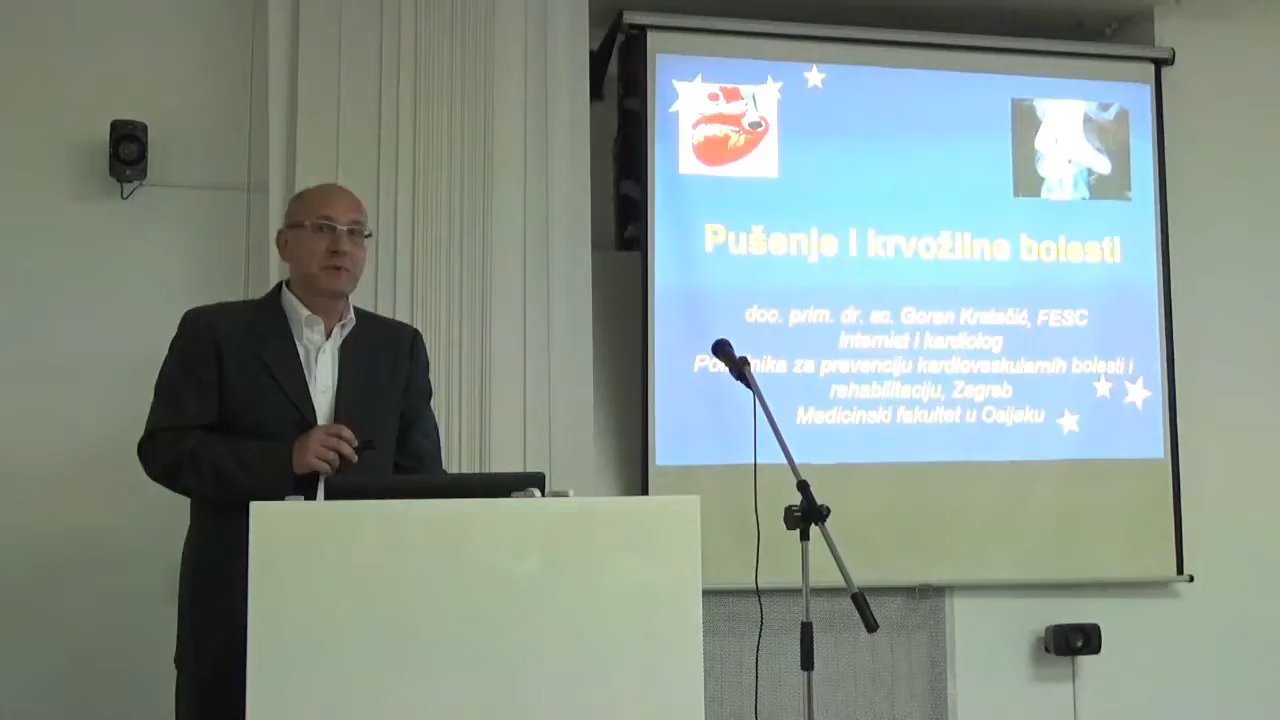 Pušenje i krvožilne bolesti
doc. prim. dr. sc. Goran Krstačić, FESC
Internist i kardiolog
za prevenciju kardiovaskularnih bolesti i
rehabilitaciju, Zagreb
Medicinski fakultet u Osijeku